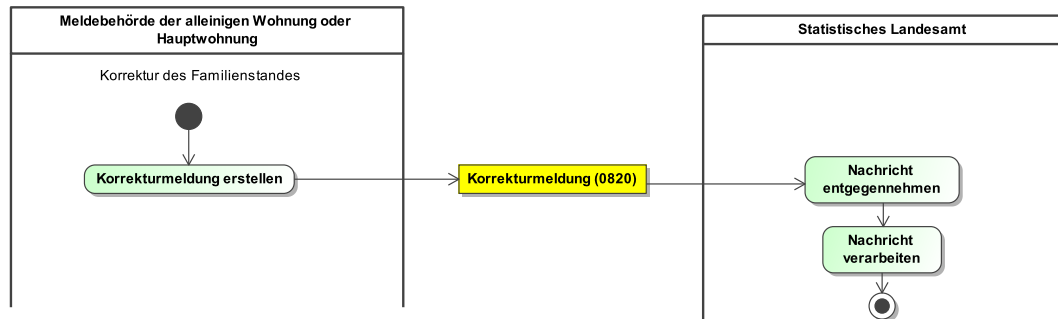 Meldebehörde der alleinigen Wohnung oder
Hauptwohnung
Korrektur des Familienstandes
Korrekturmeldung erstellen
Korrekturmeldung (0820)
Statistisches Landesamt
Nachricht
entgegennehmen
Nachricht
verarbeiten